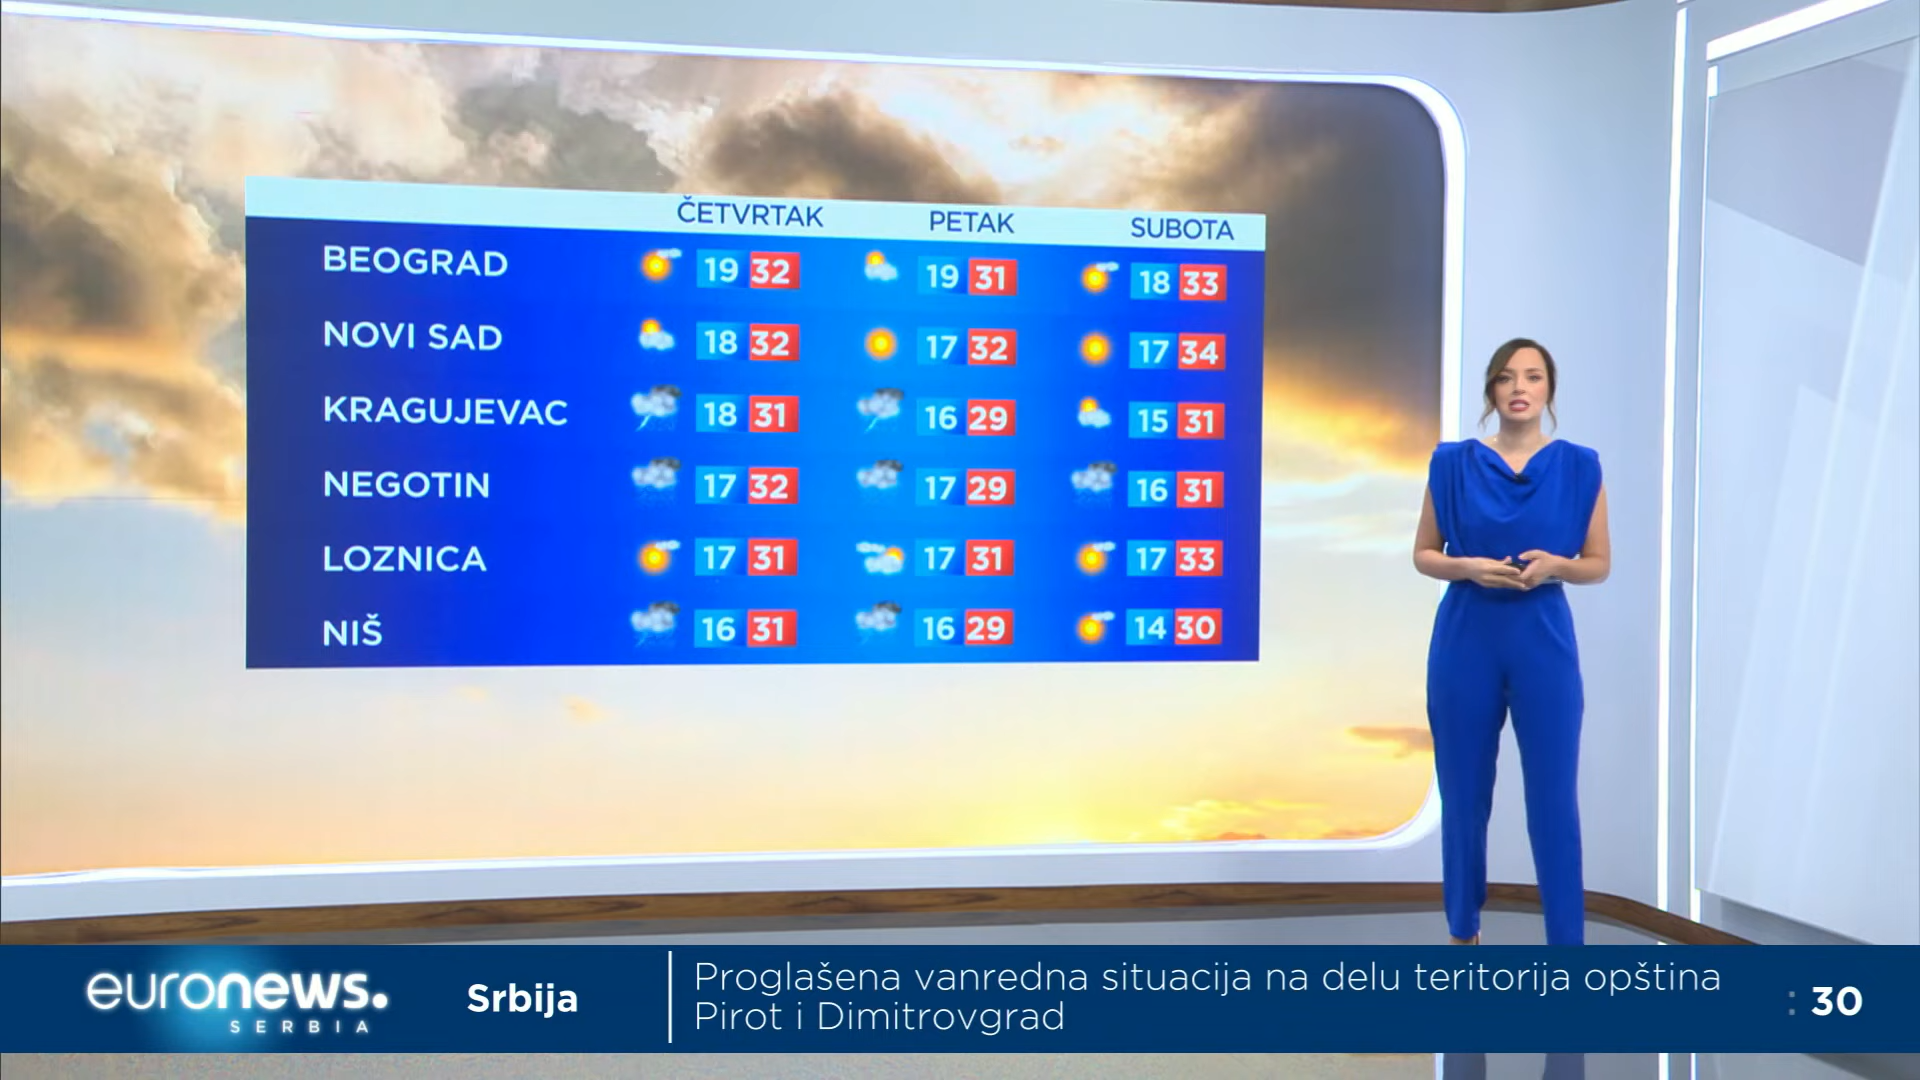 ČETVRTAK PETAK SUBOTA
BEOGRAD 19 32 19 31 18 33
NOVI SAD 18 32 17 32 17 34
KRAGUJEVAC 18 31 16 29 15 31
NEGOTIN 17 32 17 29 16 31
LOZNICA 17 31 17 31 17 33
NIŠ 16 31 16 29 14 30
euronews.
SERBIA
Srbija
Proglašena vanredna situacija na delu teritorija opština
Pirot i Dimitrovgrad
: 30